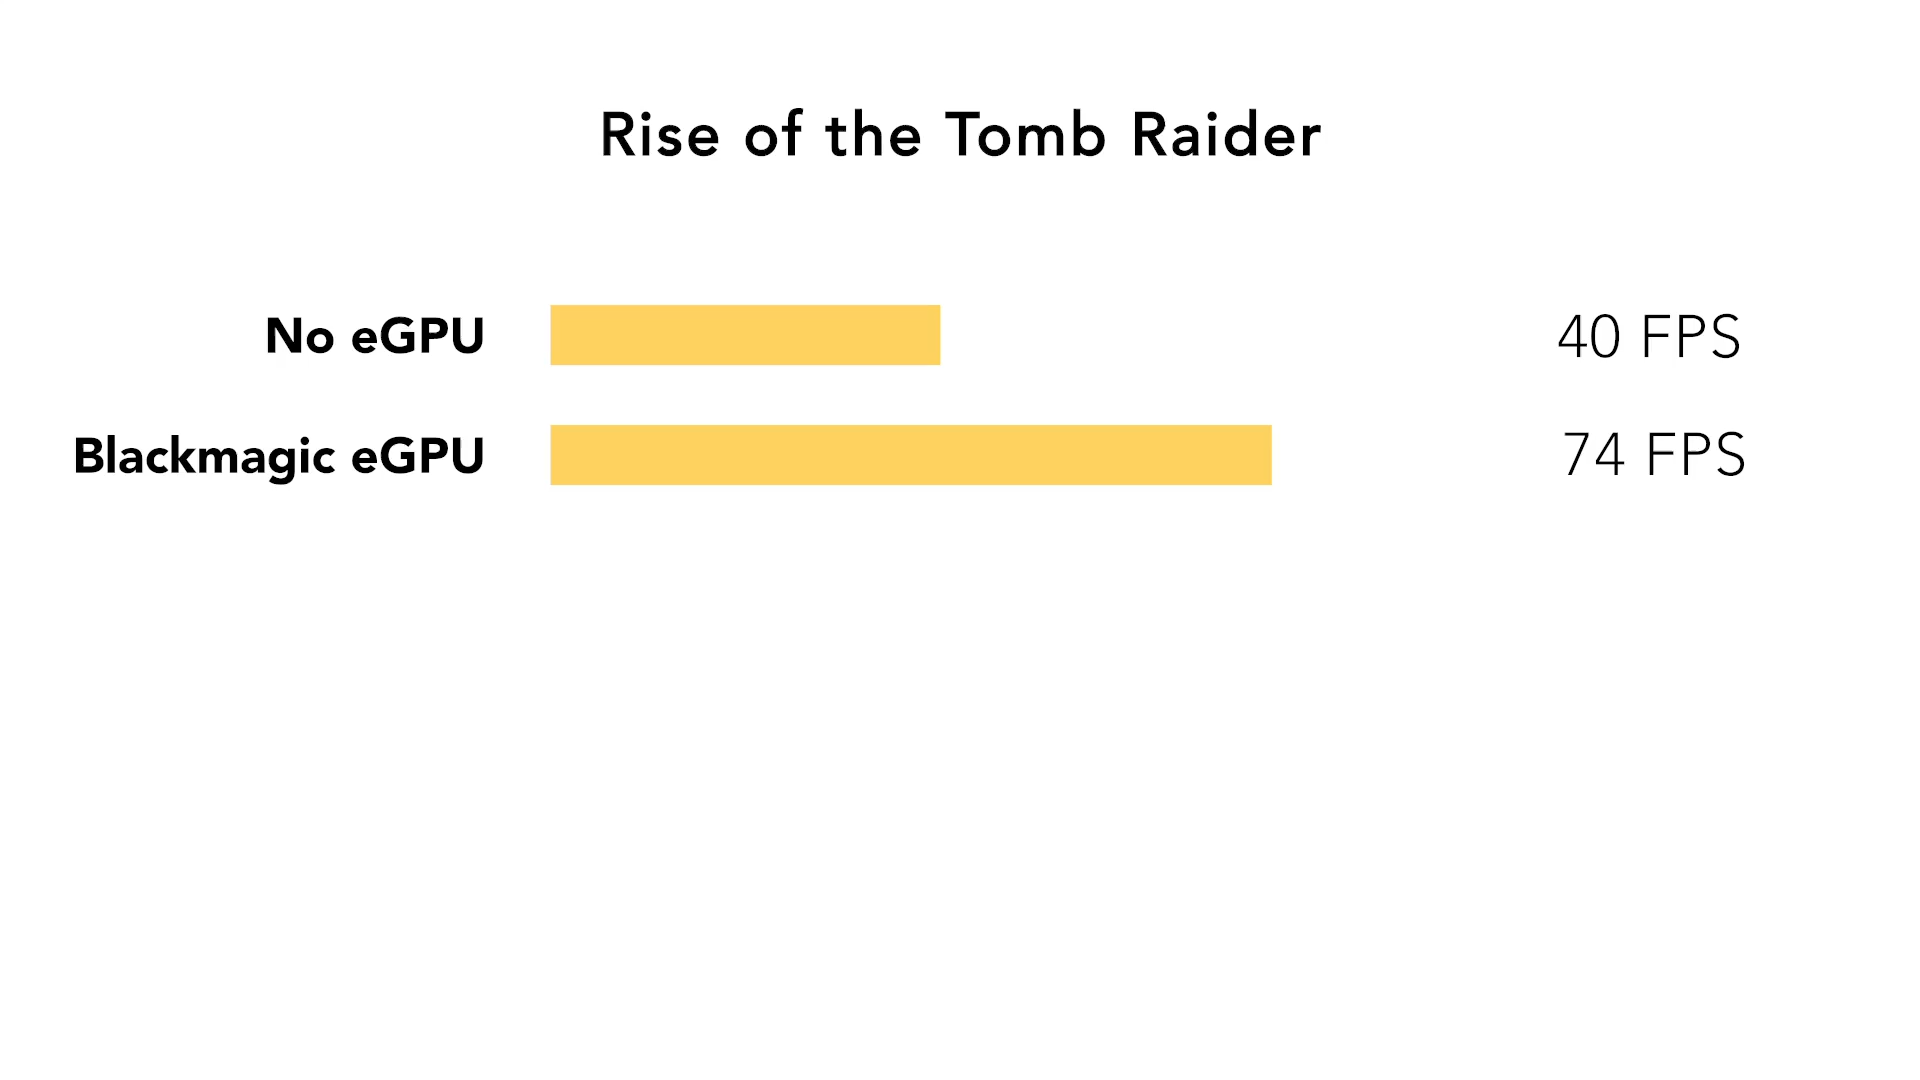 Rise of the Tomb Raider
No eGPU 40 FPS
Blackmagic eGPU 74 FPS